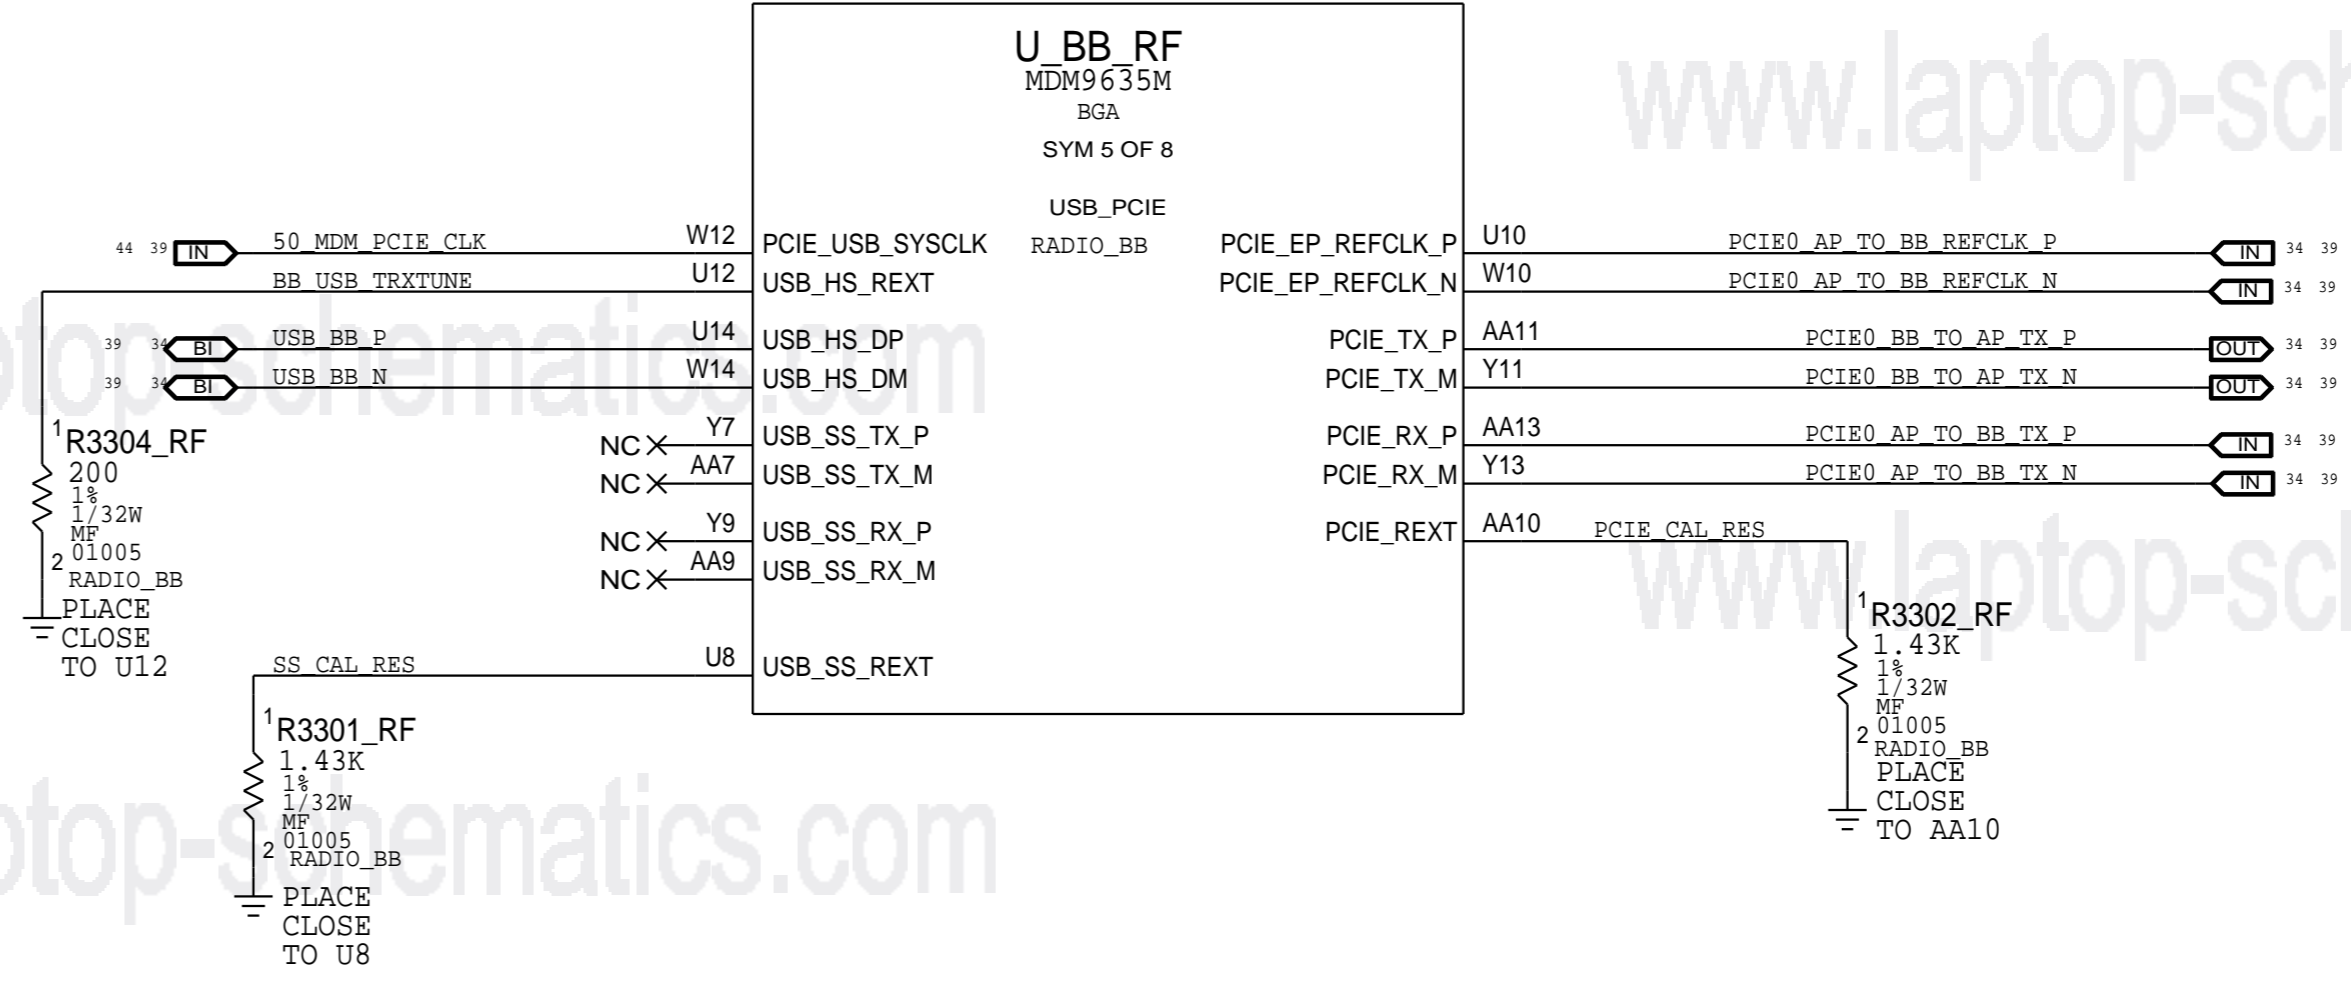 www.laptop-sch
U_BB_RF
MDM9635M
BGA
SYM 5 OF 8
USB_PCIE
RADIO_BB
44 39 IN 50_MDM_PCIE_CLK W12 PCIE_USB_SYSCLK
BB_USB_TRXTUNE U12 USB_HS_REXT
39 34 BI USB_BB_P U14 USB_HS_DP
39 34 BI USB_BB_N W14 USB_HS_DM
NC Y7 USB_SS_TX_P
NC AA7 USB_SS_TX_M
NC Y9 USB_SS_RX_P
NC AA9 USB_SS_RX_M
SS_CAL_RES U8 USB_SS_REXT
PCIE_EP_REFCLK_P U10 PCIE0_AP_TO_BB_REFCLK_P IN 34 39
PCIE_EP_REFCLK_N W10 PCIE0_AP_TO_BB_REFCLK_N IN 34 39
PCIE_TX_P AA11 PCIE0_BB_TO_AP_TX_P OUT 34 39
PCIE_TX_M Y11 PCIE0_BB_TO_AP_TX_N OUT 34 39
PCIE_RX_P AA13 PCIE0_AP_TO_BB_TX_P IN 34 39
PCIE_RX_M Y13 PCIE0_AP_TO_BB_TX_N IN 34 39
PCIE_REXT AA10 PCIE_CAL_RES
1
R3304_RF
200
1%
1/32W
MF
01005
2
RADIO_BB
PLACE
CLOSE
TO U12
1
R3301_RF
1.43K
1%
1/32W
MF
01005
2
RADIO_BB
PLACE
CLOSE
TO U8
1
R3302_RF
1.43K
1%
1/32W
MF
01005
2
RADIO_BB
PLACE
CLOSE
TO AA10
ptop-schematics.com
www.laptop-sc
ptop-schematics.com